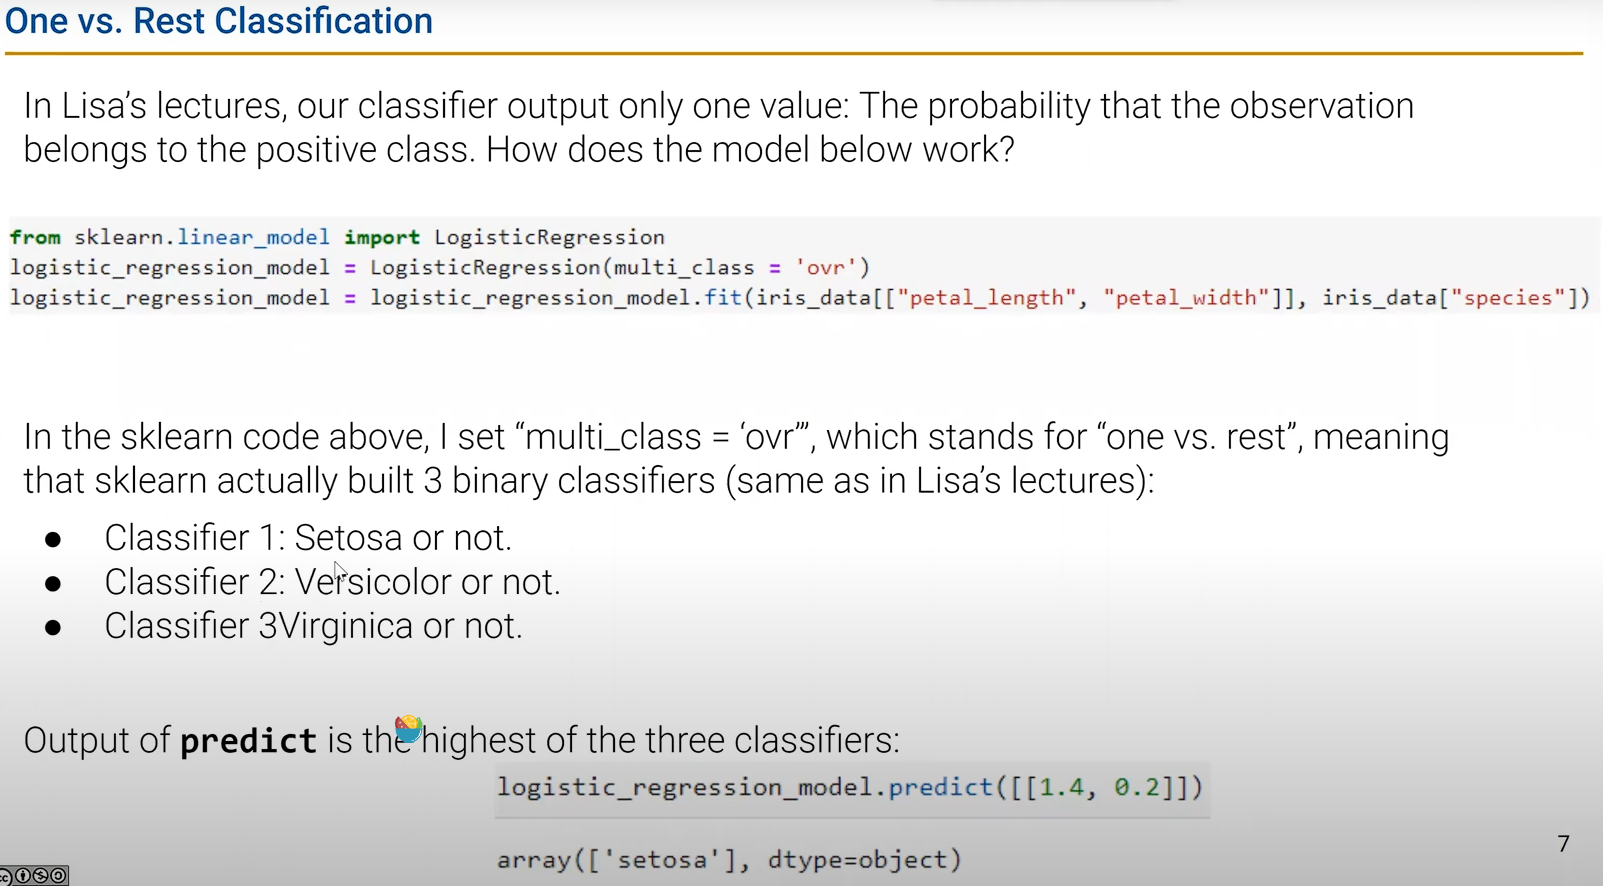 One vs. Rest Classification
In Lisa’s lectures, our classifier output only one value: The probability that the observation
belongs to the positive class. How does the model below work?
from sklearn.linear_model import LogisticRegression
logistic_regression_model = LogisticRegression(multi_class = 'ovr')
logistic_regression_model = logistic_regression_model.fit(iris_data[["petal_length", "petal_width"]], iris_data["species"])
In the sklearn code above, I set “multi_class = ‘ovr’”, which stands for “one vs. rest”, meaning
that sklearn actually built 3 binary classifiers (same as in Lisa’s lectures):
● Classifier 1: Setosa or not.
● Classifier 2: Versicolor or not.
● Classifier 3Virginica or not.
Output of predict is the highest of the three classifiers:
logistic_regression_model.predict([[1.4, 0.2]])
array(['setosa'], dtype=object)
7
cc